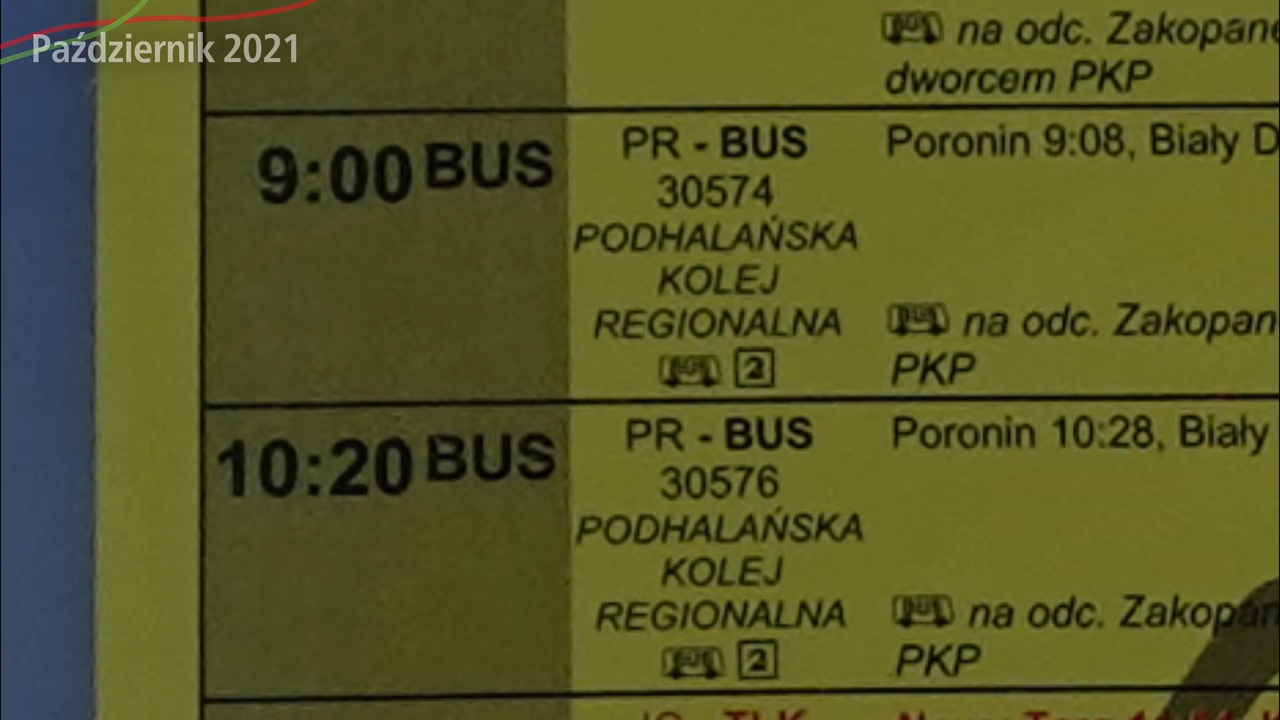 Październik 2021
na odc. Zakopane
dworcem PKP
9:00 BUS
PR - BUS
30574
PODHALAŃSKA
KOLEJ
REGIONALNA
2
Poronin 9:08, Biały D
na odc. Zakopan
PKP
10:20 BUS
PR - BUS
30576
PODHALAŃSKA
KOLEJ
REGIONALNA
2
Poronin 10:28, Biały
na odc. Zakopan
PKP